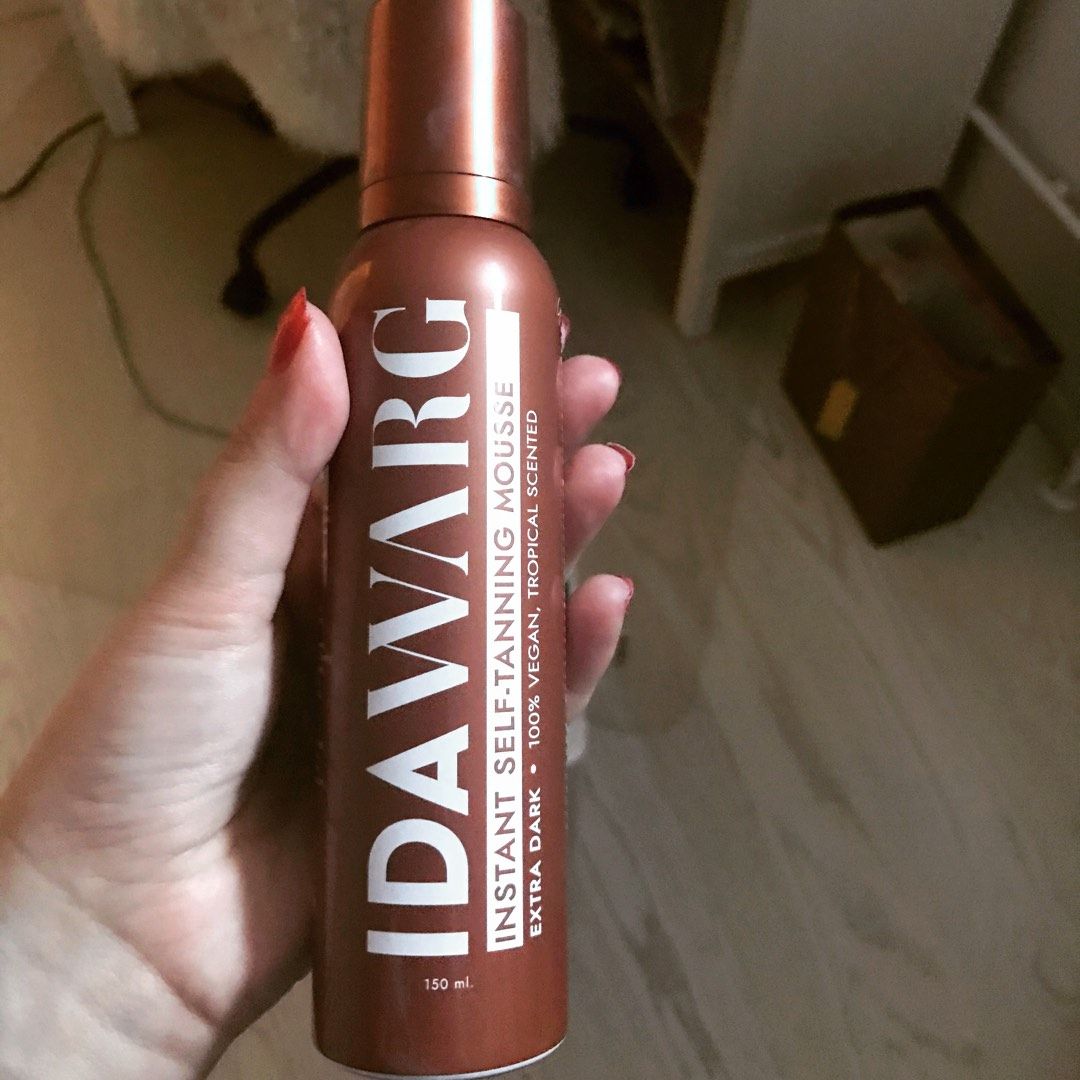 IDAWARG
INSTANT SELF-TANNING MOUSSE
EXTRA DARK • 100% VEGAN, TROPICAL SCENTED
150 ml.